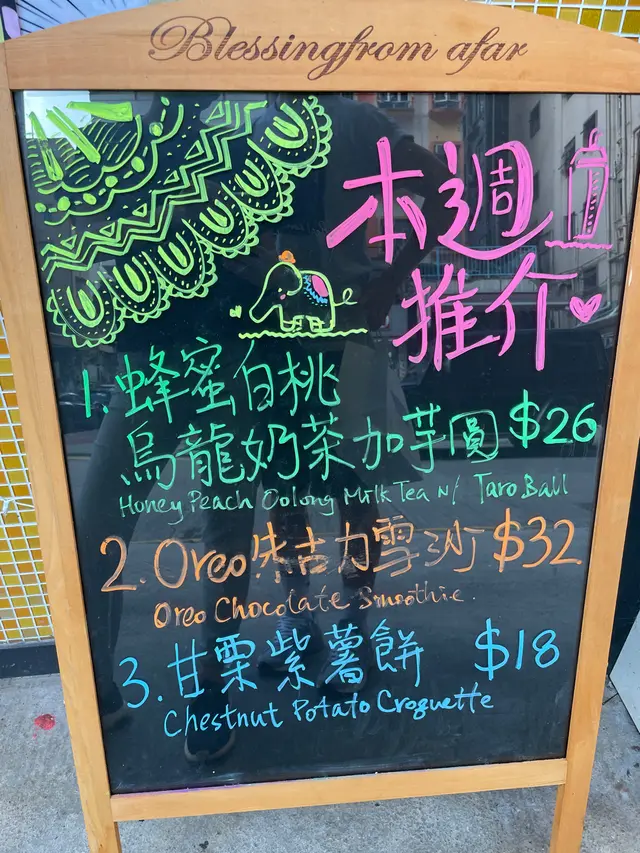 Blessingfrom afar
本週
推介
1. 蜂蜜白桃
烏龍奶茶加芋圓 $26
Honey Peach Oolong Milk Tea w/ Taro Ball
2. Oreo朱古力雪沙 $32
Oreo Chocolate Smoothie.
3. 甘栗紫薯餅 $18
Chestnut Potato Croquette